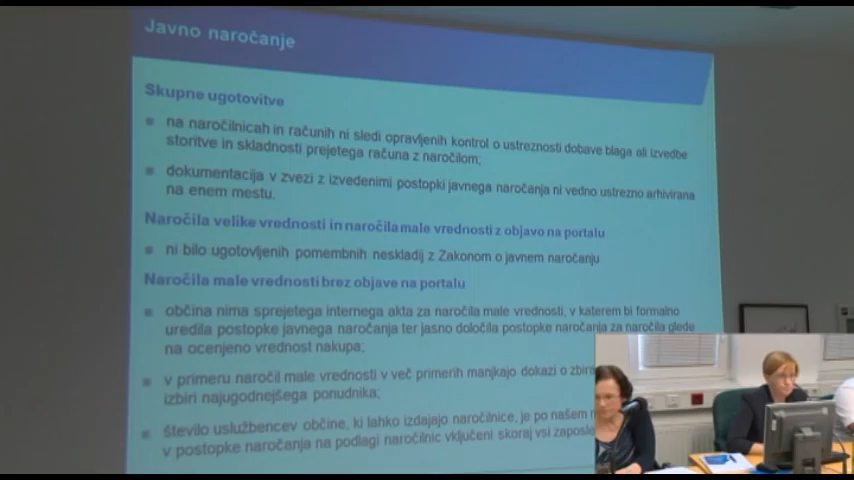 Javno naročanje
Skupne ugotovitve
na naročilnicah in računih ni sledi opravljenih kontrol o ustreznosti dobave blaga ali izvedbe
storitve in skladnosti prejetega računa z naročilom;
dokumentacija v zvezi z izvedenimi postopki javnega naročanja ni vedno ustrezno arhivirana
na enem mestu.
Naročila velike vrednosti in naročila male vrednosti z objavo na portalu
ni bilo ugotovljenih pomembnih neskladij z Zakonom o javnem naročanju
Naročila male vrednosti brez objave na portalu
občina nima sprejetega internega akta za naročila male vrednosti, v katerem bi formalno
uredila postopke javnega naročanja ter jasno določila postopke naročanja za naročila glede
na ocenjeno vrednost nakupa;
v primeru naročil male vrednosti v več primerih manjkajo dokazi o
izbiri najugodnejšega ponudnika;
število uslužbencev občine, ki lahko izdajajo naročilnice, je po našem
v postopke naročanja na podlagi naročilnic vključeni skoraj vsi